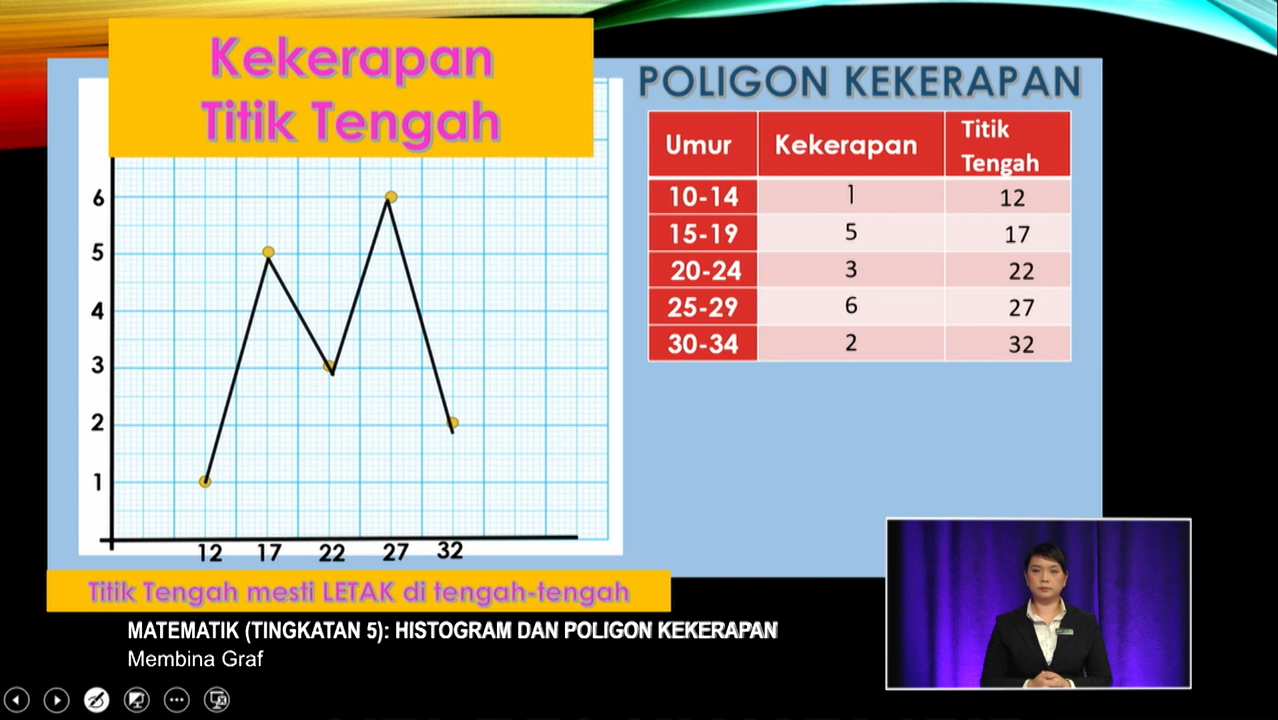 Kekerapan
Titik Tengah
6
5
4
3
2
1
12 17 22 27 32
Titik Tengah mesti LETAK di tengah-tengah
POLIGON KEKERAPAN
Umur Kekerapan Titik Tengah
10-14 1 12
15-19 5 17
20-24 3 22
25-29 6 27
30-34 2 32
MATEMATIK (TINGKATAN 5): HISTOGRAM DAN POLIGON KEKERAPAN
Membina Graf